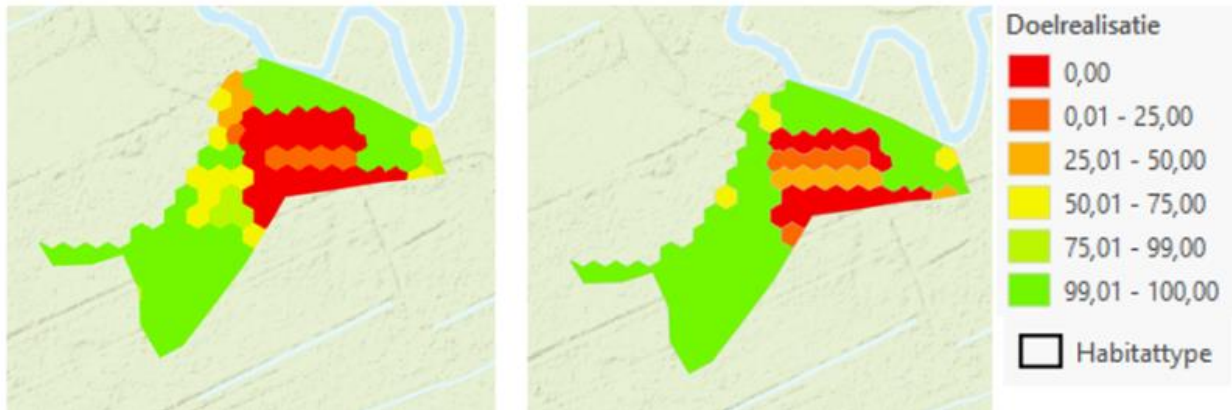 Doelrealisatie
0,00
0,01 - 25,00
25,01 - 50,00
50,01 - 75,00
75,01 - 99,00
99,01 - 100,00
Habitattype